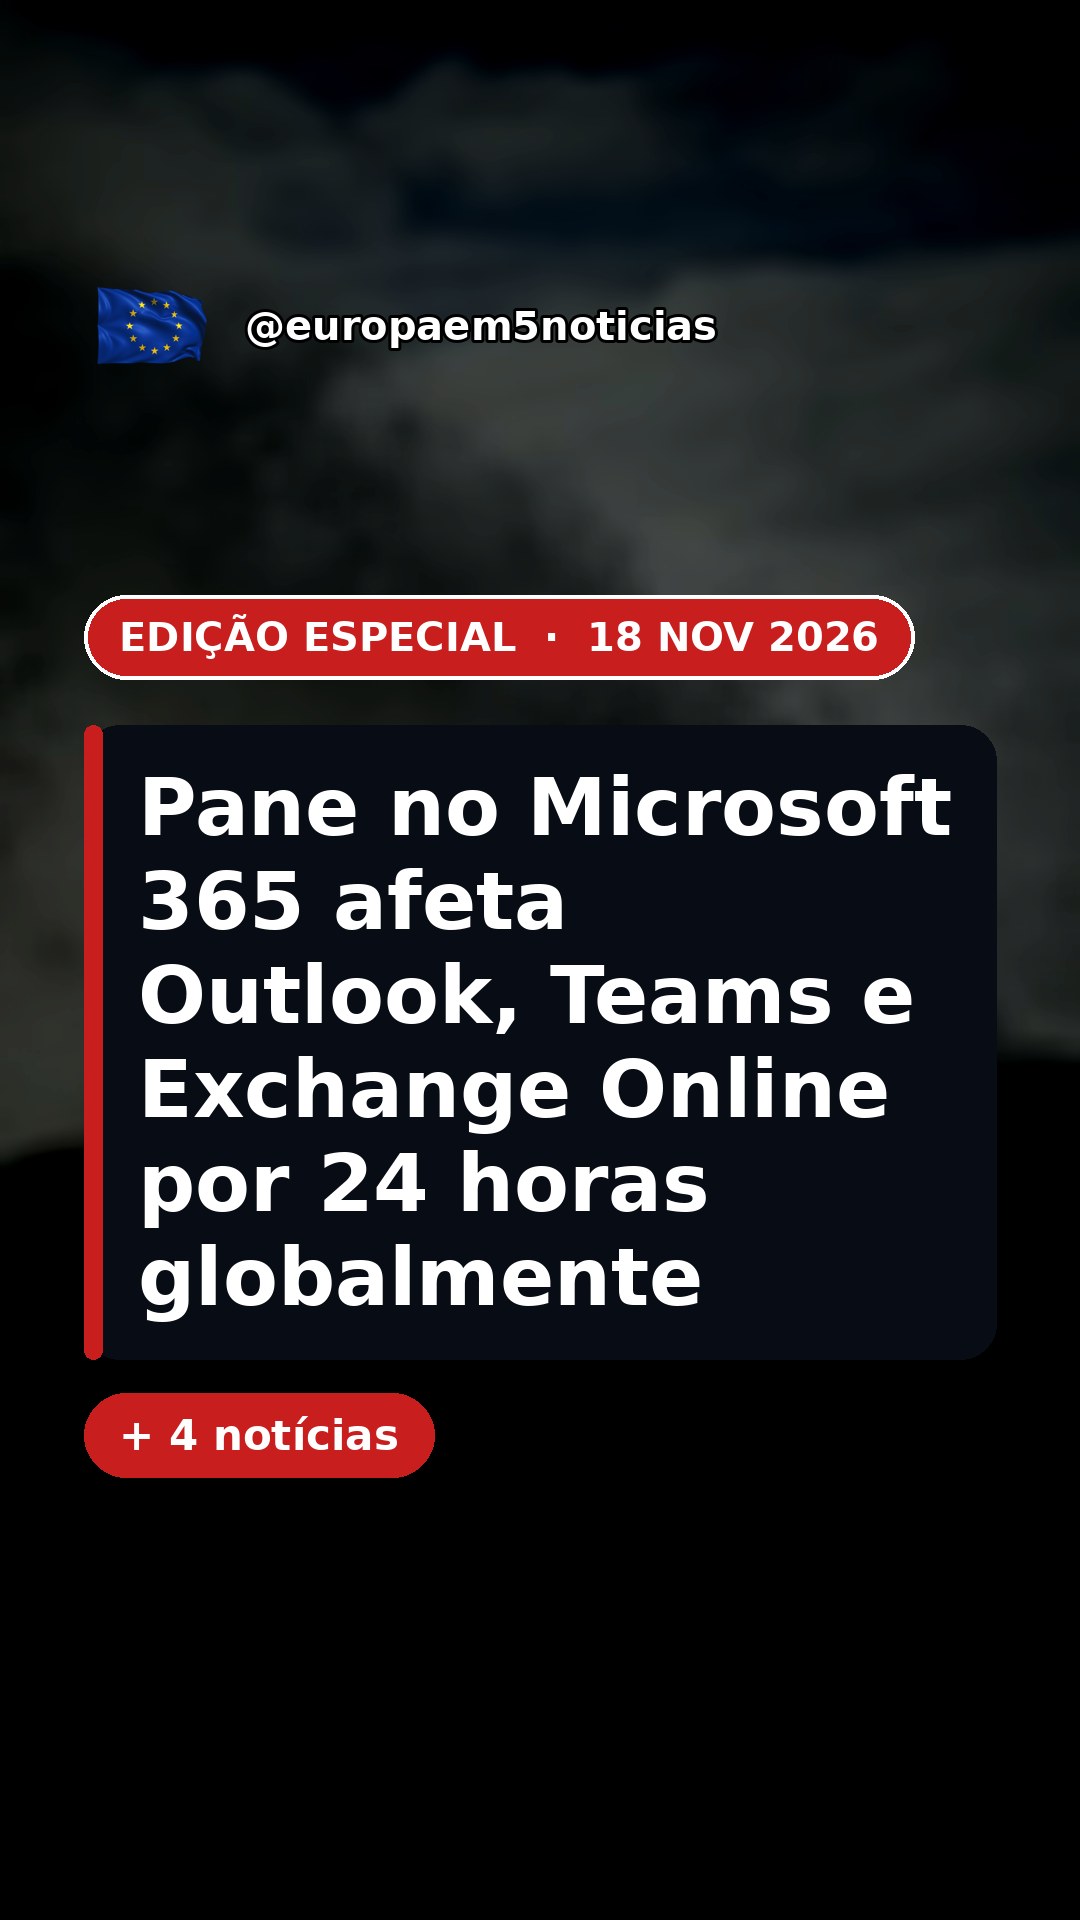 @europaem5noticias
EDIÇÃO ESPECIAL · 18 NOV 2026
Pane no Microsoft
365 afeta
Outlook, Teams e
Exchange Online
por 24 horas
globalmente
+ 4 notícias